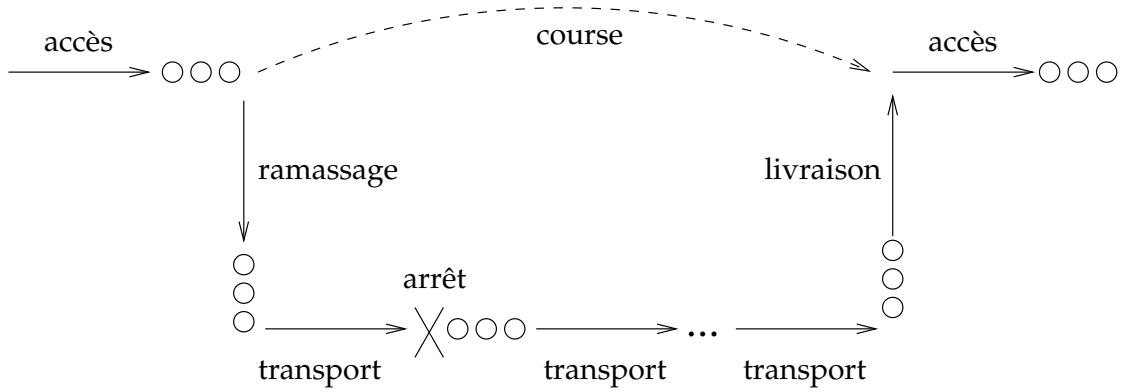 accès
course
accès
ramassage
livraison
arrêt
...
transport
transport
transport